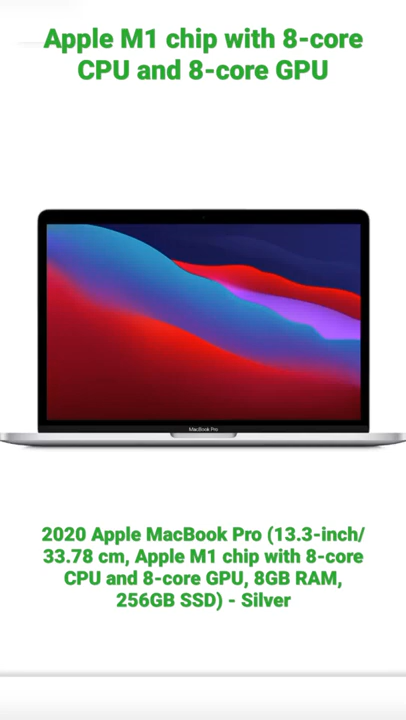 Apple M1 chip with 8-core
CPU and 8-core GPU
MacBook Pro
2020 Apple MacBook Pro (13.3-inch/
33.78 cm, Apple M1 chip with 8-core
CPU and 8-core GPU, 8GB RAM,
256GB SSD) - Silver